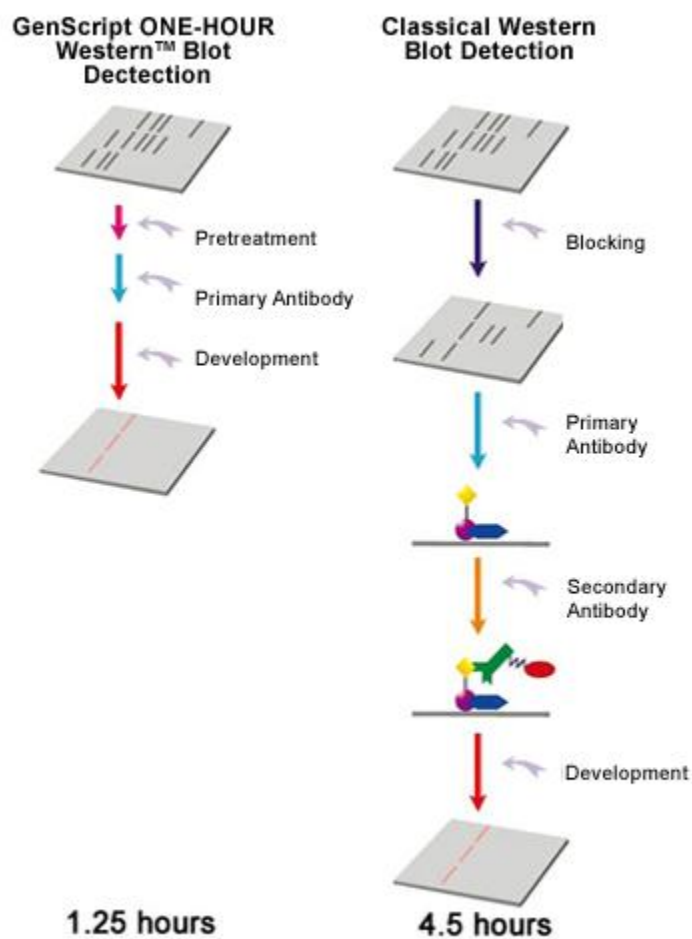 GenScript ONE-HOUR
Western™ Blot
Dectection
Pretreatment
Primary Antibody
Development
1.25 hours
Classical Western
Blot Detection
Blocking
Primary
Antibody
Secondary
Antibody
Development
4.5 hours